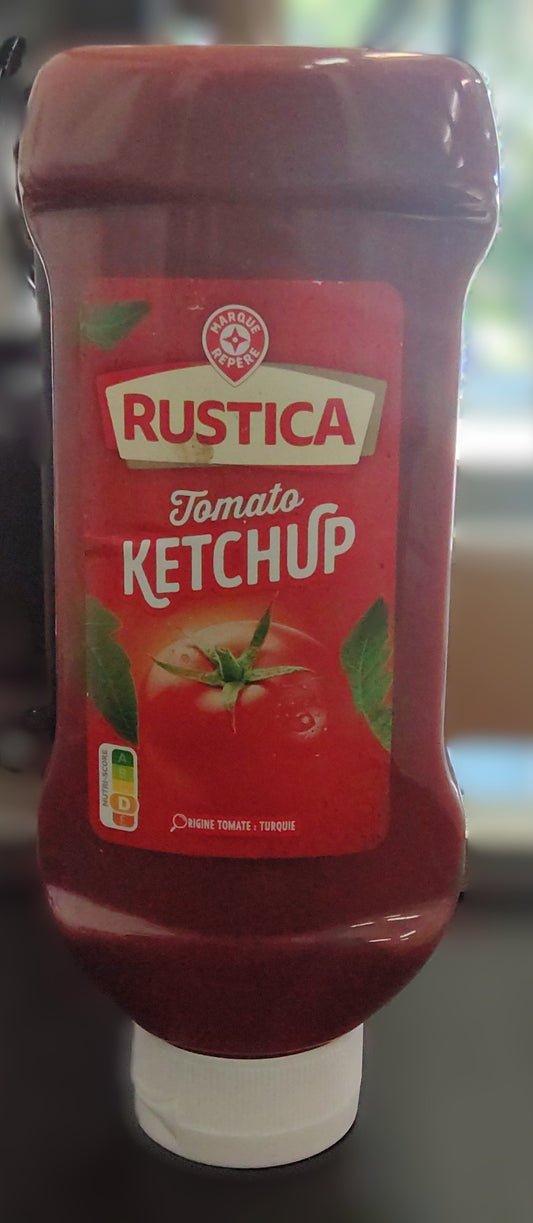 MARQUE
REPÈRE
RUSTICA
Tomato
KETCHUP
NUTRI-SCORE
A
B
D
E
ORIGINE TOMATE : TURQUIE